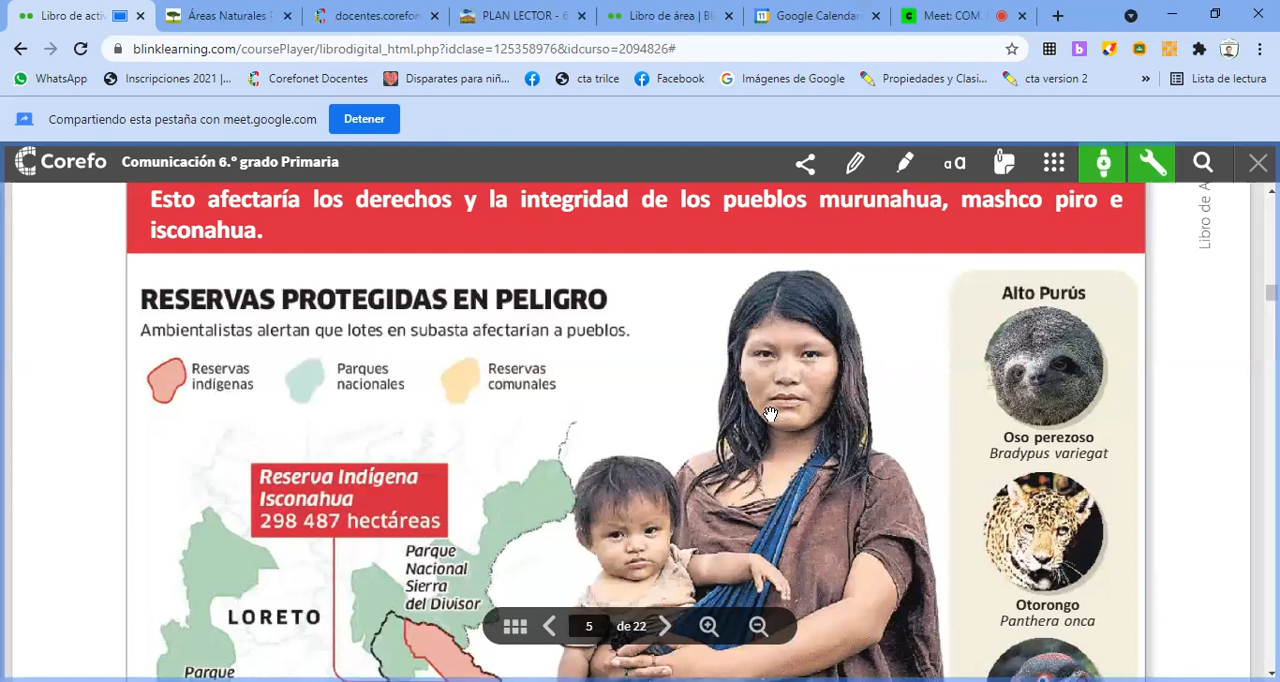 Libro de activ
Áreas Naturales
docentes.corefon
PLAN LECTOR - 6
Libro de área | Bli
Google Calendar
Meet: COM.
blinklearning.com/coursePlayer/librodigital_html.php?idclase=125358976&idcurso=2094826#
WhatsApp
Inscripciones 2021 |...
Corefonet Docentes
Disparates para niñ...
cta trilce
Facebook
Imágenes de Google
Propiedades y Clasi...
cta version 2
»
Lista de lectura
Compartiendo esta pestaña con meet.google.com
Detener
Corefo
Comunicación 6.º grado Primaria
aa
Esto afectaría los derechos y la integridad de los pueblos murunahua, mashco piro e
isconahua.
Libro de A
RESERVAS PROTEGIDAS EN PELIGRO
Ambientalistas alertan que lotes en subasta afectarían a pueblos.
Reservas
indígenas
Parques
nacionales
Reservas
comunales
Reserva Indígena
Isconahua
298 487 hectáreas
Parque
Nacional
Sierra
del Divisor
LORETO
Parque
Alto Purús
Oso perezoso
Bradypus variegat
Otorongo
Panthera onca
5
de 22